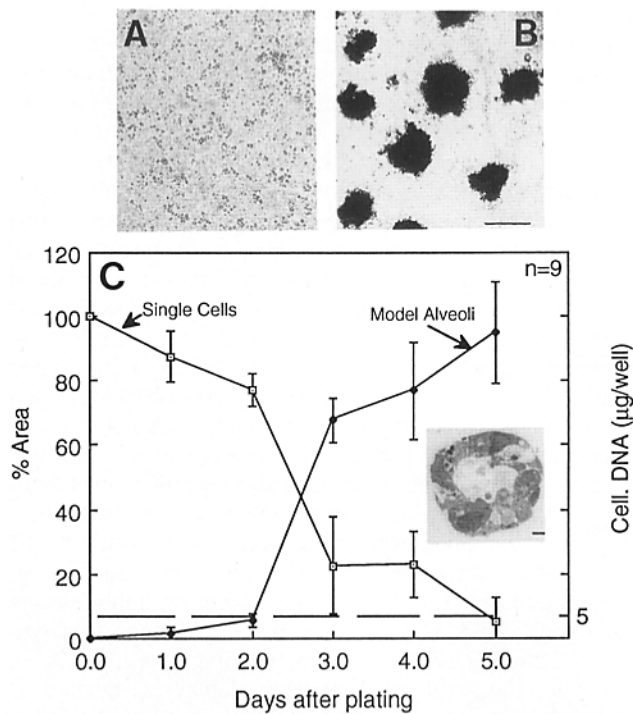 A
B
C
n=9
Single Cells
Model Alveoli
120
100
80
60
40
20
0
% Area
Cell. DNA (µg/well)
5
0.0 1.0 2.0 3.0 4.0 5.0
Days after plating